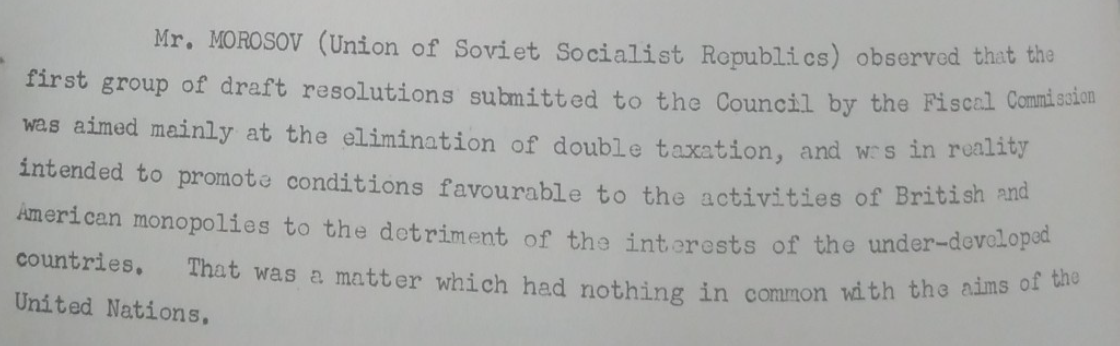 Mr. MOROSOV (Union of Soviet Socialist Republics) observed that the
first group of draft resolutions submitted to the Council by the Fiscal Commission
was aimed mainly at the elimination of double taxation, and was in reality
intended to promote conditions favourable to the activities of British and
American monopolies to the detriment of the interests of the under-developed
countries. That was a matter which had nothing in common with the aims of the
United Nations.